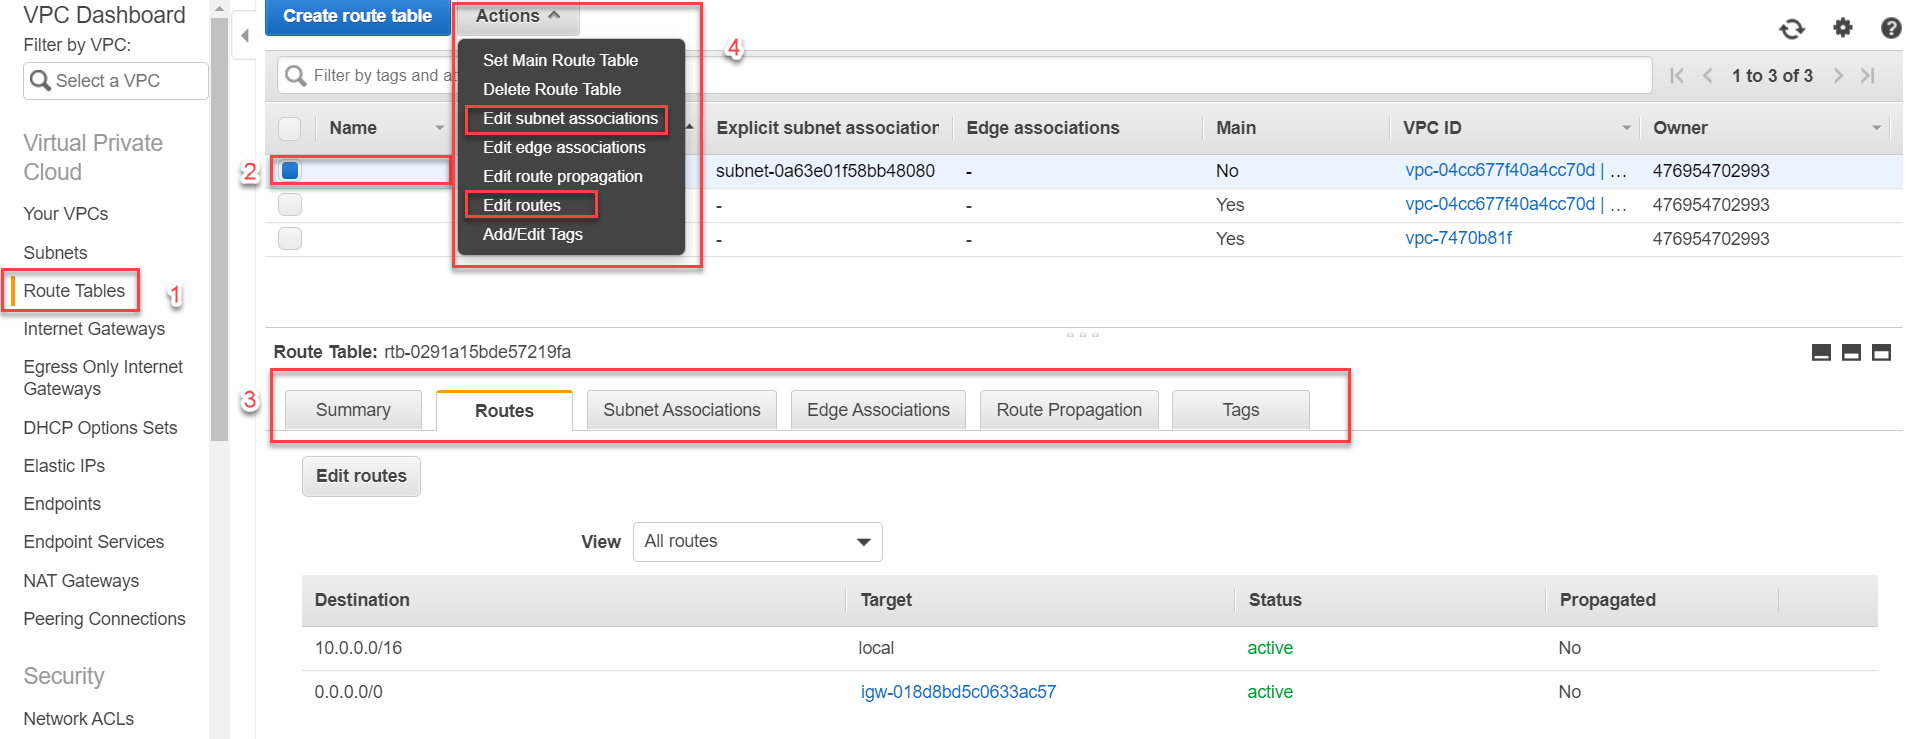 VPC Dashboard
Filter by VPC:
Select a VPC
Virtual Private
Cloud
Your VPCs
Subnets
Route Tables
1
Internet Gateways
Egress Only Internet
Gateways
DHCP Options Sets
Elastic IPs
Endpoints
Endpoint Services
NAT Gateways
Peering Connections
Security
Network ACLs
Create route table
Actions
4
Set Main Route Table
Delete Route Table
Edit subnet associations
Edit edge associations
Edit route propagation
Edit routes
Add/Edit Tags
Filter by tags and
1 to 3 of 3
Name Explicit subnet association Edge associations Main VPC ID Owner
2 subnet-0a63e01f58bb48080 - No vpc-04cc677f40a4cc70d | ... 476954702993
- - Yes vpc-04cc677f40a4cc70d | ... 476954702993
- - Yes vpc-7470b81f 476954702993
Route Table: rtb-0291a15bde57219fa
3
Summary Routes Subnet Associations Edge Associations Route Propagation Tags
Edit routes
View All routes
Destination Target Status Propagated
10.0.0.0/16 local active No
0.0.0.0/0 igw-018d8bd5c0633ac57 active No